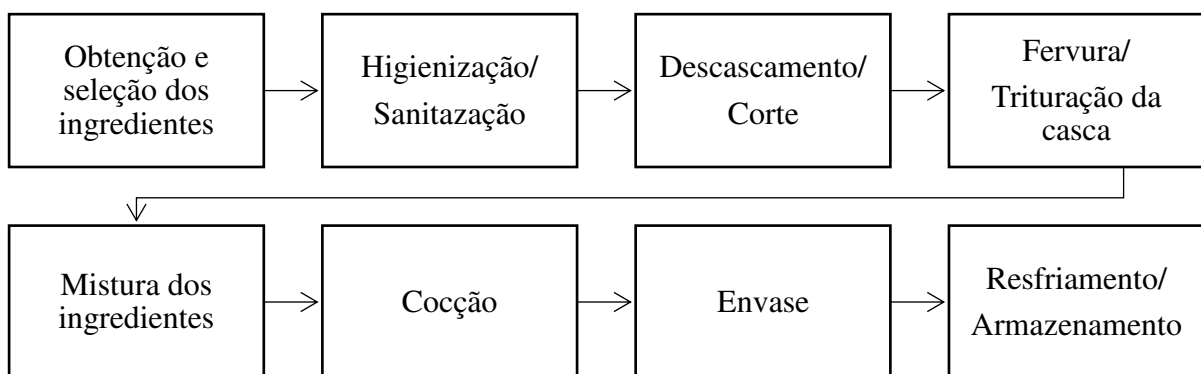 Obtenção e
seleção dos
ingredientes
Higienização/
Sanitazação
Descascamento/
Corte
Fervura/
Trituração da
casca
Mistura dos
ingredientes
Cocção
Envase
Resfriamento/
Armazenamento